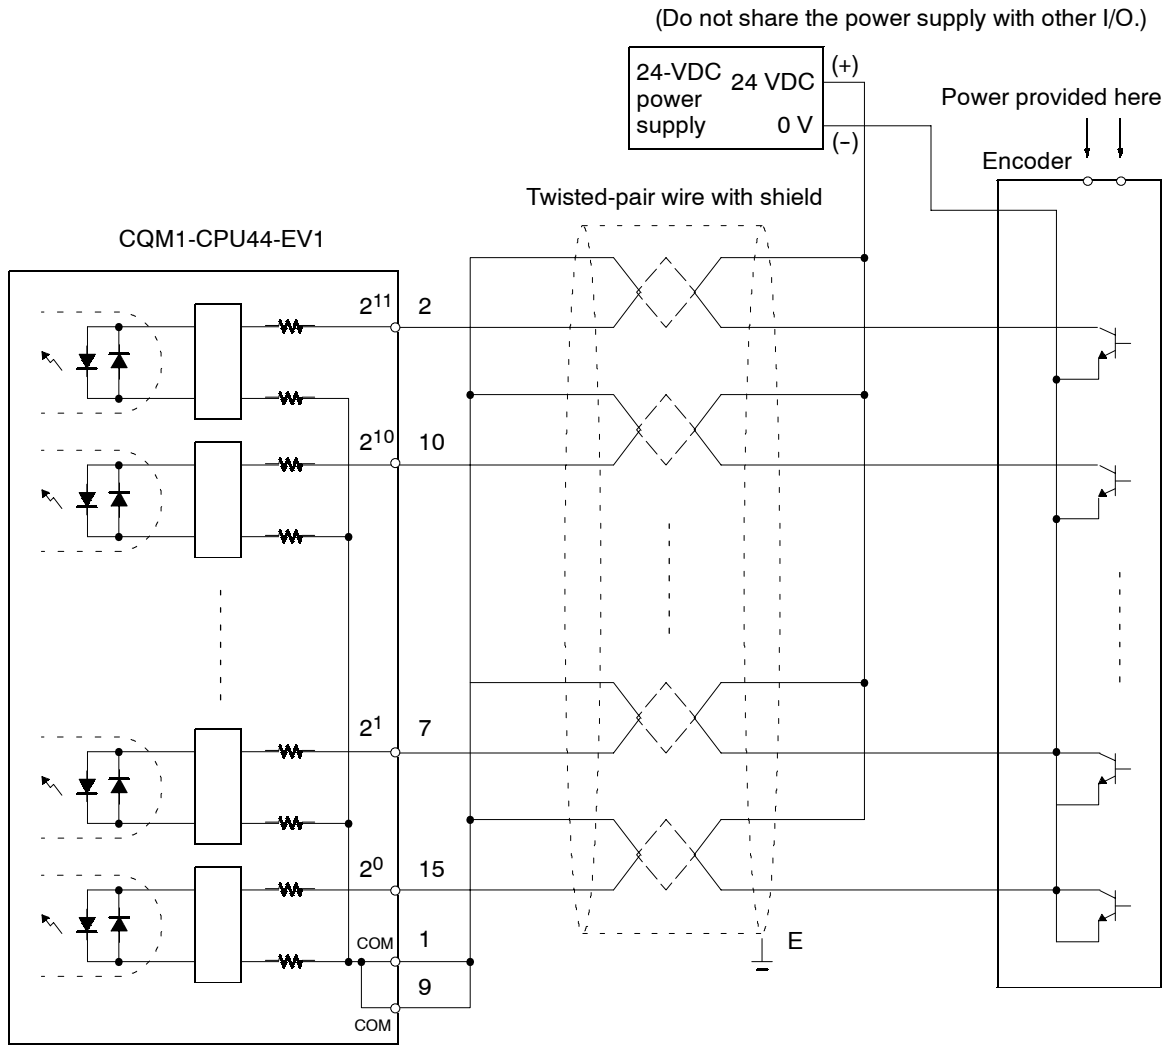 (Do not share the power supply with other I/O.)
24-VDC power supply
24 VDC
0 V
(+)
(–)
Power provided here
Encoder
Twisted-pair wire with shield
CQM1-CPU44-EV1
2¹¹ 2
2¹⁰ 10
2¹ 7
2⁰ 15
COM 1
9
COM
E